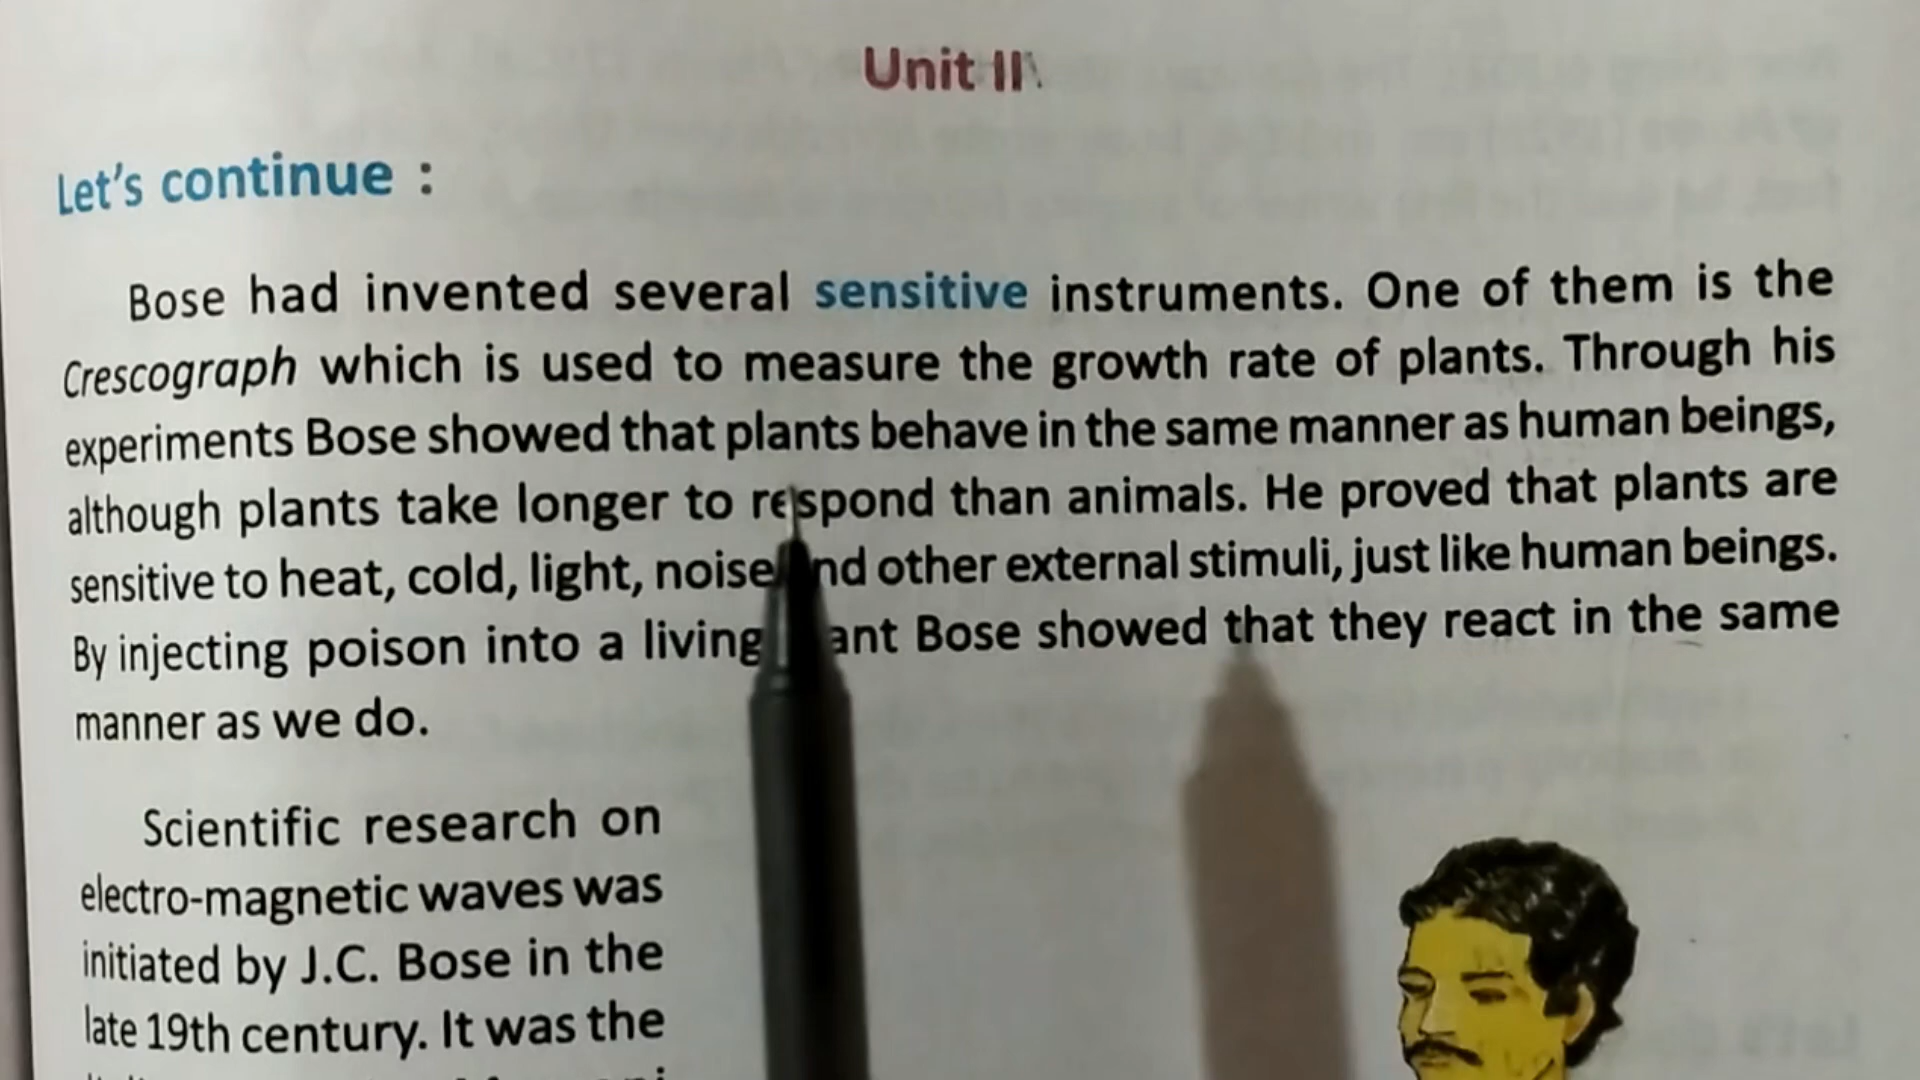 Unit II
Let's continue :
Bose had invented several sensitive instruments. One of them is the
Crescograph which is used to measure the growth rate of plants. Through his
experiments Bose showed that plants behave in the same manner as human beings,
although plants take longer to respond than animals. He proved that plants are
sensitive to heat, cold, light, noise and other external stimuli, just like human beings.
By injecting poison into a living plant Bose showed that they react in the same
manner as we do.
Scientific research on
electro-magnetic waves was
initiated by J.C. Bose in the
late 19th century. It was the